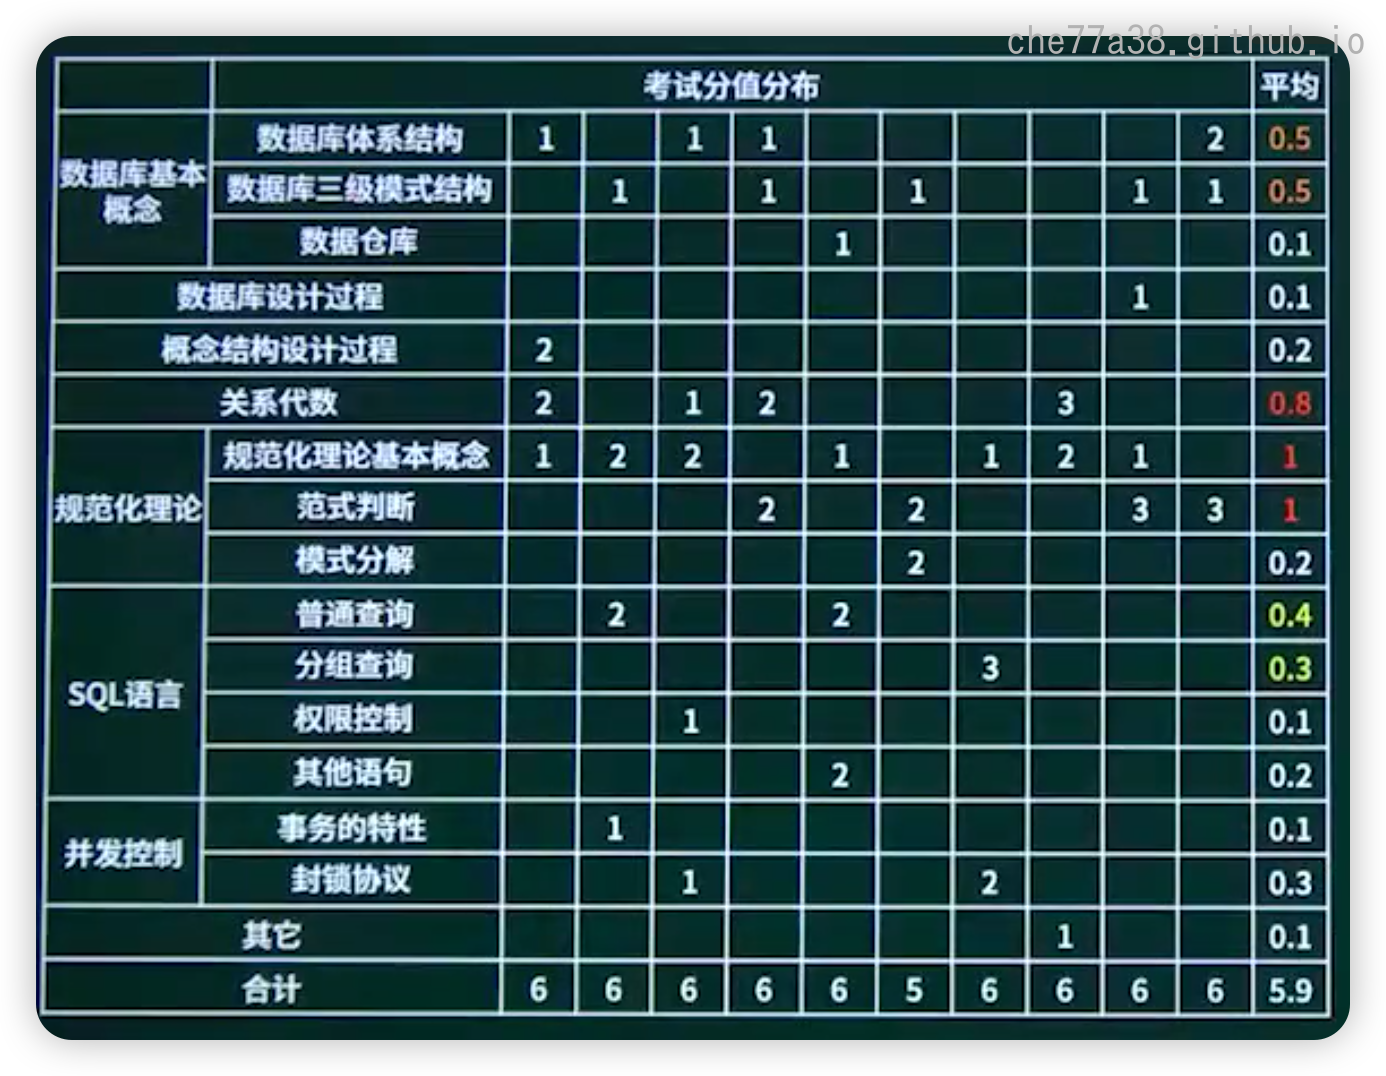 che77a38.github.io
考试分值分布 平均
数据库基本概念
数据库体系结构 1 1 1 2 0.5
数据库三级模式结构 1 1 1 1 1 0.5
数据仓库 1 0.1
数据库设计过程 1 0.1
概念结构设计过程 2 0.2
关系代数 2 1 2 3 0.8
规范化理论
规范化理论基本概念 1 2 2 1 1 2 1 1
范式判断 2 2 3 3 1
模式分解 2 0.2
SQL语言
普通查询 2 2 0.4
分组查询 3 0.3
权限控制 1 0.1
其他语句 2 0.2
并发控制
事务的特性 1 0.1
封锁协议 1 2 0.3
其它 1 0.1
合计 6 6 6 6 6 5 6 6 6 6 5.9